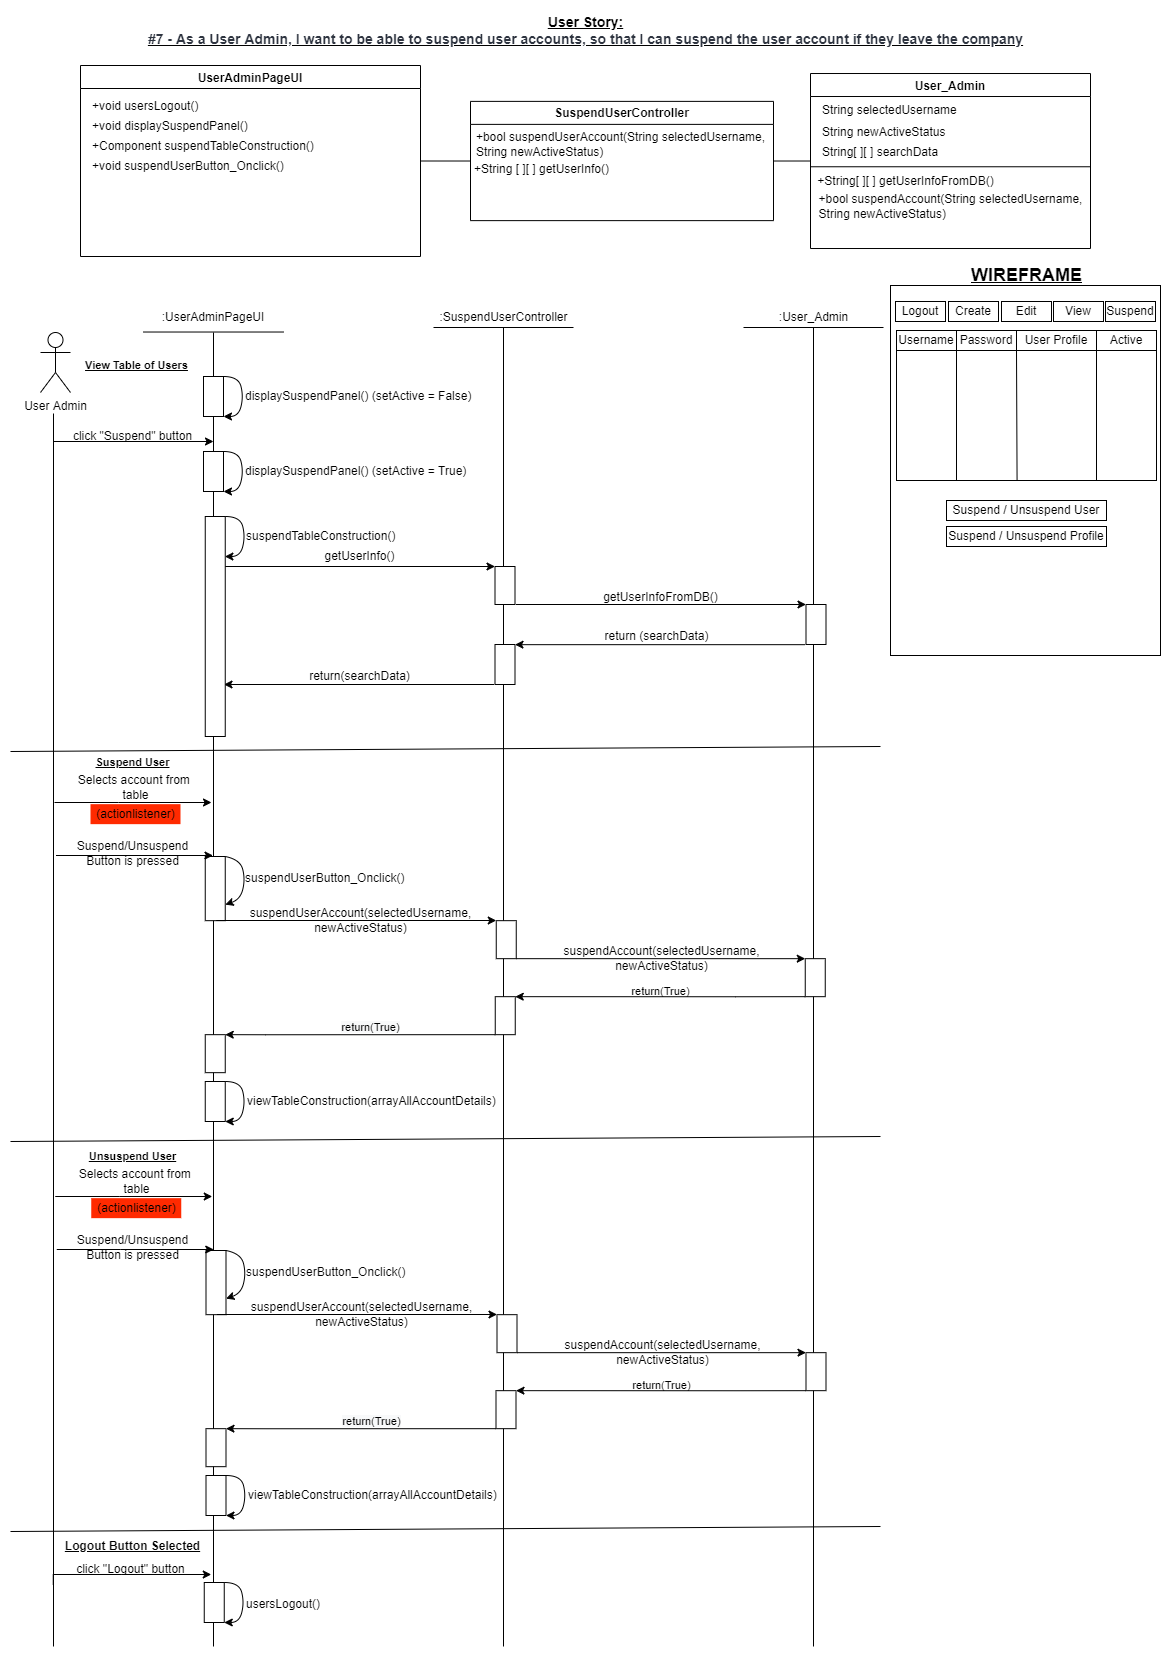 User Story:
#7 - As a User Admin, I want to be able to suspend user accounts, so that I can suspend the user account if they leave the company
UserAdminPageUI
+void usersLogout()
+void displaySuspendPanel()
+Component suspendTableConstruction()
+void suspendUserButton_Onclick()
SuspendUserController
+bool suspendUserAccount(String selectedUsername,
String newActiveStatus)
+String [ ][ ] getUserInfo()
User_Admin
String selectedUsername
String newActiveStatus
String[ ][ ] searchData
+String[ ][ ] getUserInfoFromDB()
+bool suspendAccount(String selectedUsername,
String newActiveStatus)
WIREFRAME
Logout Create Edit View Suspend
Username Password User Profile Active
Suspend / Unsuspend User
Suspend / Unsuspend Profile
:UserAdminPageUI
:SuspendUserController
:User_Admin
User Admin
View Table of Users
displaySuspendPanel() (setActive = False)
click "Suspend" button
displaySuspendPanel() (setActive = True)
suspendTableConstruction()
getUserInfo()
getUserInfoFromDB()
return (searchData)
return(searchData)
Suspend User
Selects account from
table
(actionlistener)
Suspend/Unsuspend
Button is pressed
suspendUserButton_Onclick()
suspendUserAccount(selectedUsername,
newActiveStatus)
suspendAccount(selectedUsername,
newActiveStatus)
return(True)
return(True)
viewTableConstruction(arrayAllAccountDetails)
Unsuspend User
Selects account from
table
(actionlistener)
Suspend/Unsuspend
Button is pressed
suspendUserButton_Onclick()
suspendUserAccount(selectedUsername,
newActiveStatus)
suspendAccount(selectedUsername,
newActiveStatus)
return(True)
return(True)
viewTableConstruction(arrayAllAccountDetails)
Logout Button Selected
click "Logout" button
usersLogout()